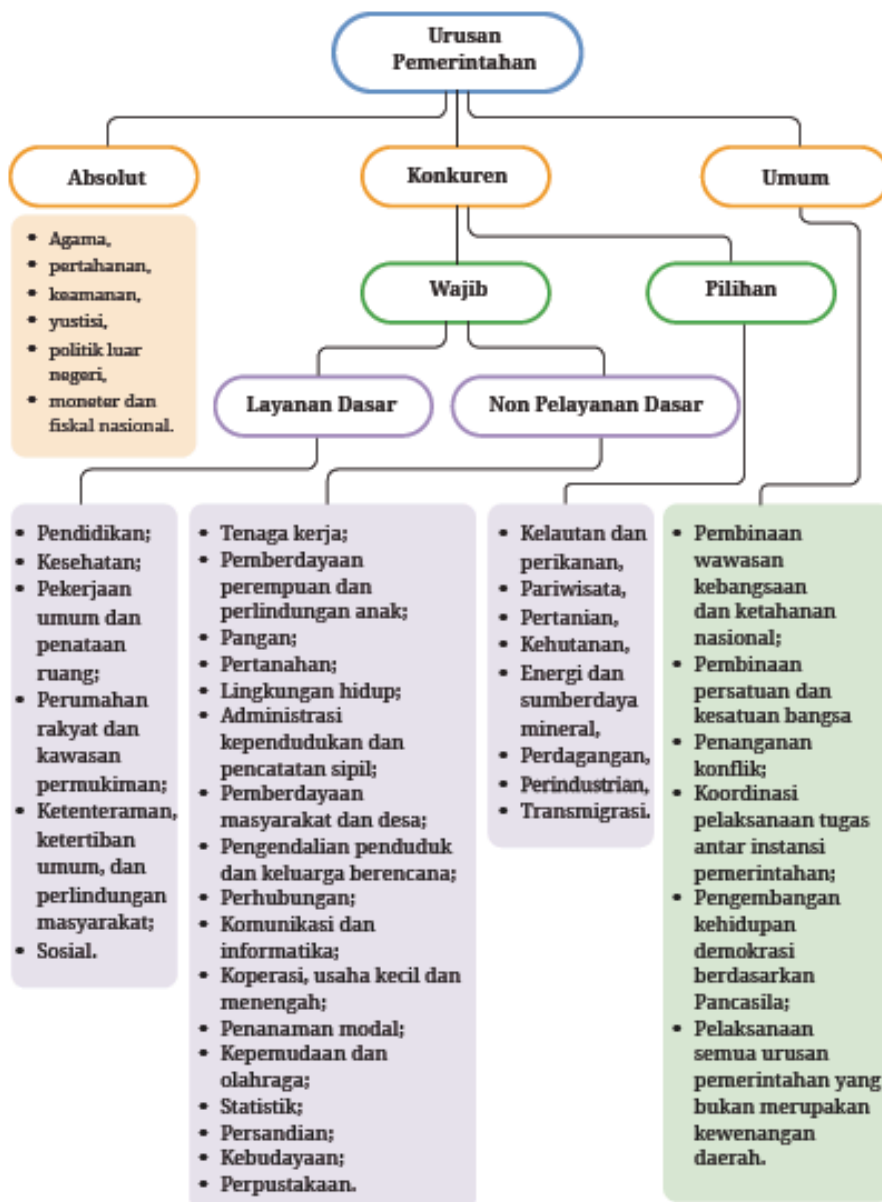 Urusan
Pemerintahan
Absolut
Konkuren
Umum
• Agama,
• pertahanan,
• keamanan,
• yustisi,
• politik luar
negeri,
• moneter dan
fiskal nasional.
Wajib
Pilihan
Layanan Dasar
Non Pelayanan Dasar
• Pendidikan;
• Kesehatan;
• Pekerjaan
umum dan
penataan
ruang;
• Perumahan
rakyat dan
kawasan
permukiman;
• Ketenteraman,
ketertiban
umum, dan
perlindungan
masyarakat;
• Sosial.
• Tenaga kerja;
• Pemberdayaan
perempuan dan
perlindungan anak;
• Pangan;
• Pertanahan;
• Lingkungan hidup;
• Administrasi
kependudukan dan
pencatatan sipil;
• Pemberdayaan
masyarakat dan desa;
• Pengendalian penduduk
dan keluarga berencana;
• Perhubungan;
• Komunikasi dan
informatika;
• Koperasi, usaha kecil dan
menengah;
• Penanaman modal;
• Kepemudaan dan
olahraga;
• Statistik;
• Persandian;
• Kebudayaan;
• Perpustakaan.
• Kelautan dan
perikanan,
• Pariwisata,
• Pertanian,
• Kehutanan,
• Energi dan
sumberdaya
mineral,
• Perdagangan,
• Perindustrian,
• Transmigrasi.
• Pembinaan
wawasan
kebangsaan
dan ketahanan
nasional;
• Pembinaan
persatuan dan
kesatuan bangsa
• Penanganan
konflik;
• Koordinasi
pelaksanaan tugas
antar instansi
pemerintahan;
• Pengembangan
kehidupan
demokrasi
berdasarkan
Pancasila;
• Pelaksanaan
semua urusan
pemerintahan yang
bukan merupakan
kewenangan
daerah.